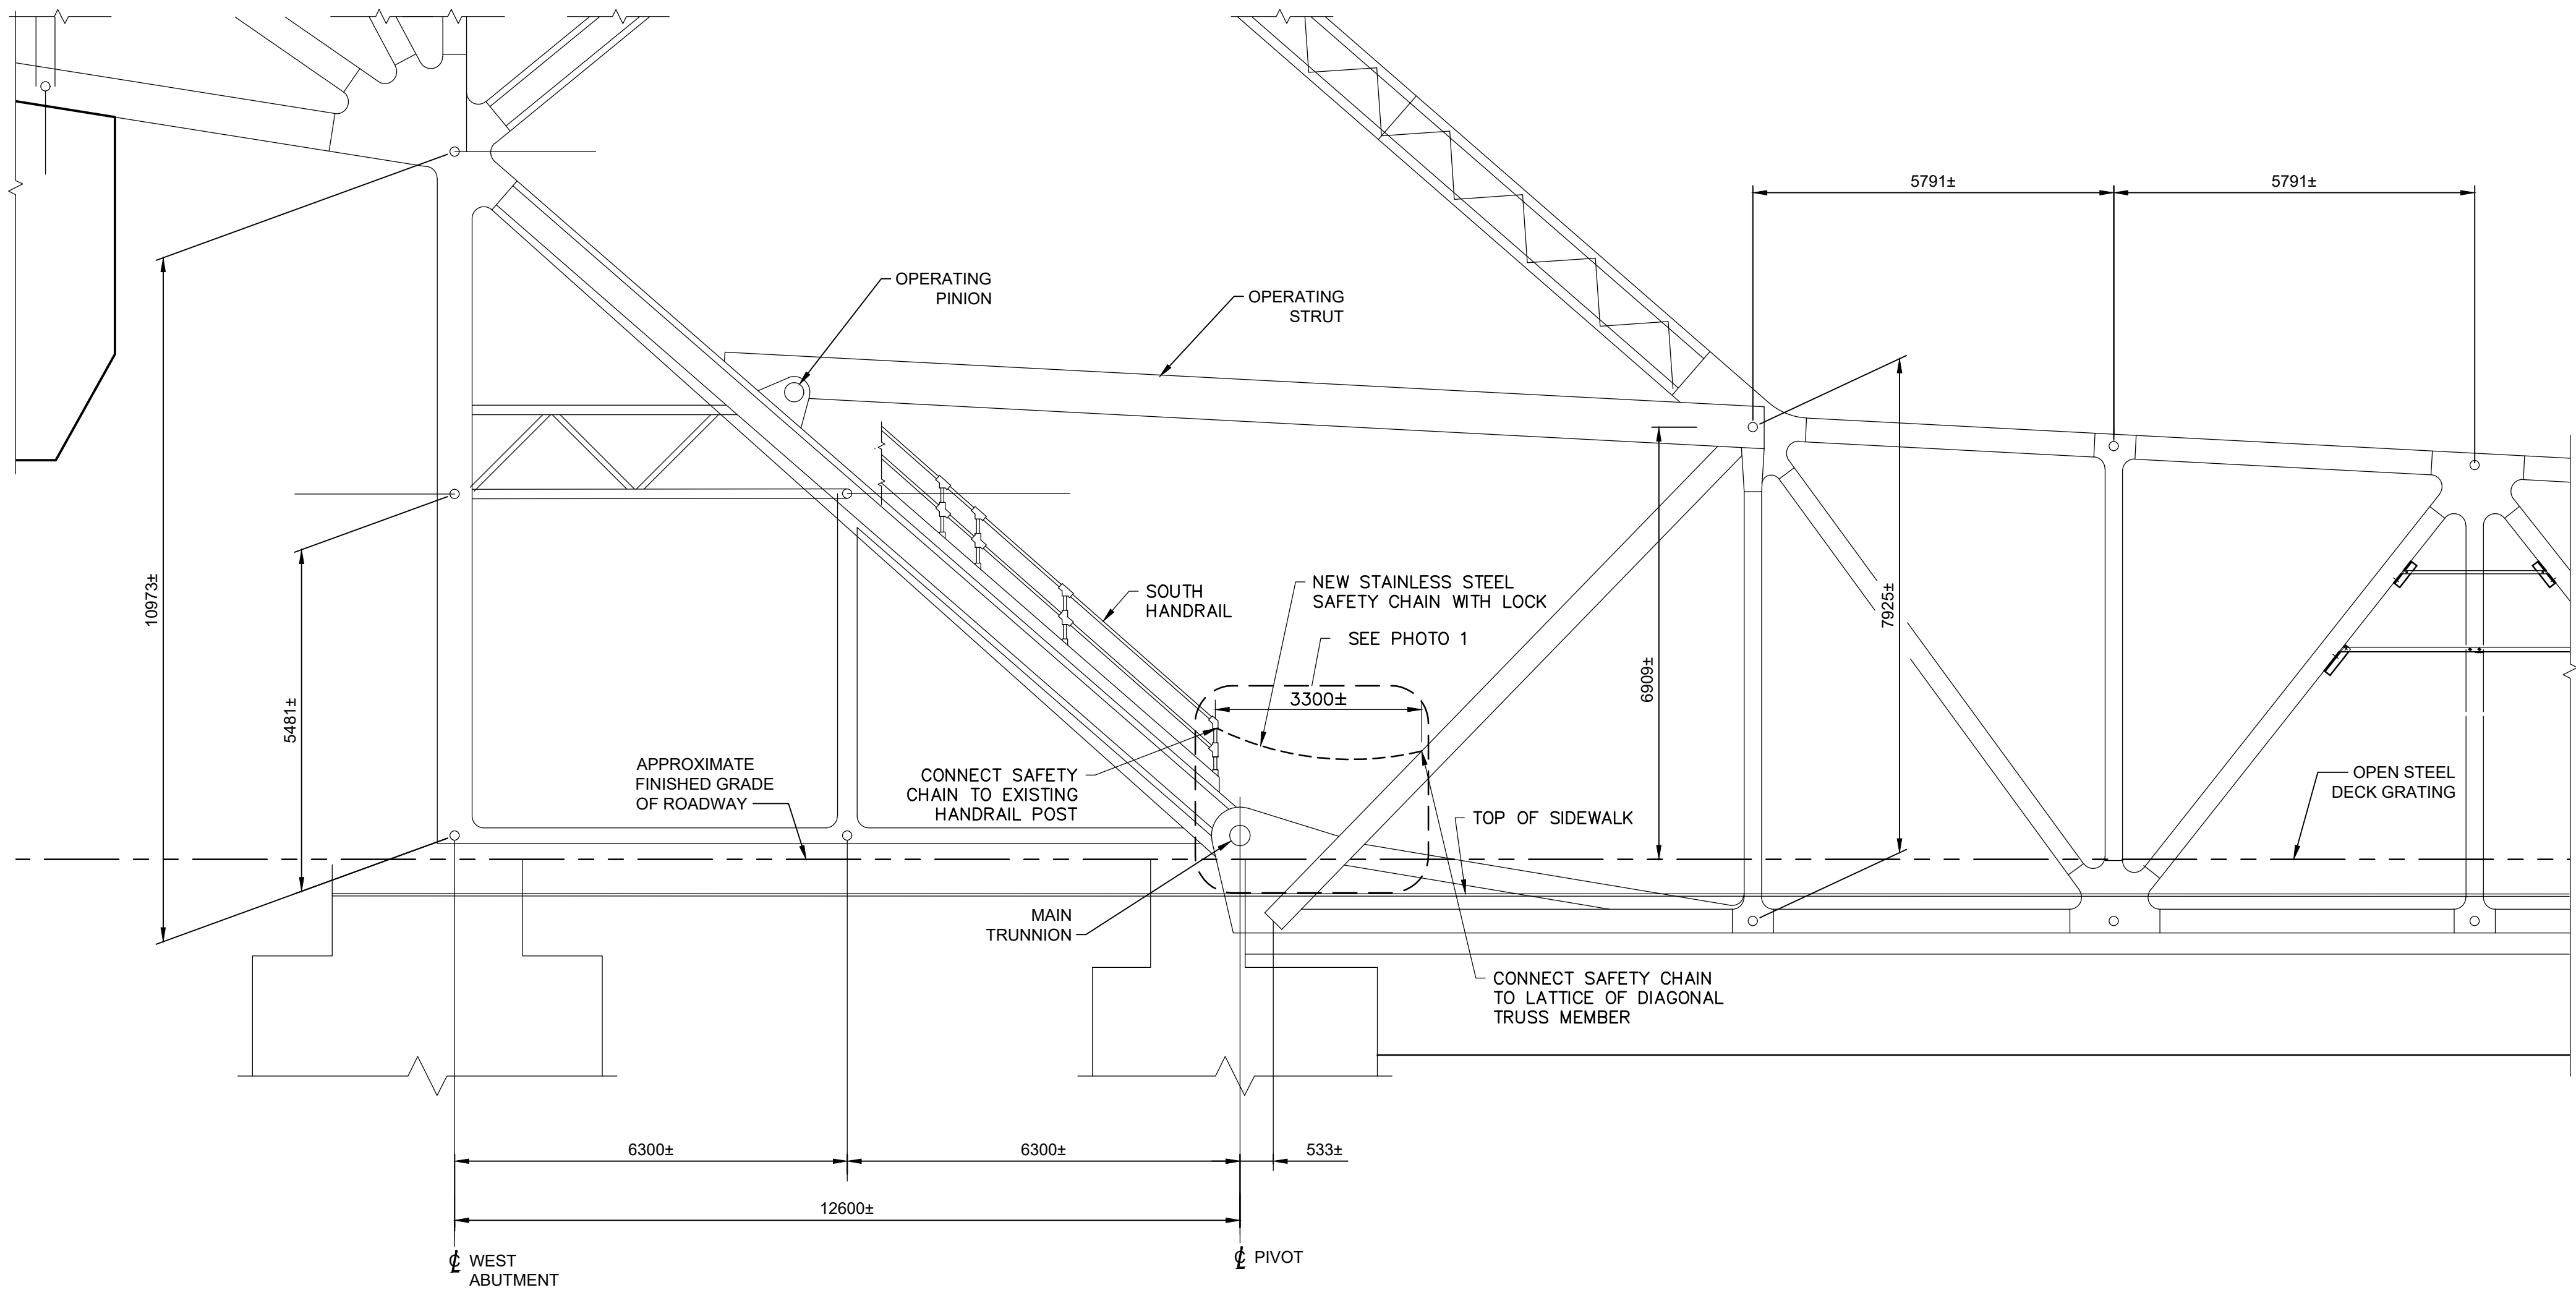 5791±
5791±
OPERATING
PINION
OPERATING
STRUT
10973±
5481±
SOUTH
HANDRAIL
NEW STAINLESS STEEL
SAFETY CHAIN WITH LOCK
SEE PHOTO 1
3300±
6909±
7925±
APPROXIMATE
FINISHED GRADE
OF ROADWAY
CONNECT SAFETY
CHAIN TO EXISTING
HANDRAIL POST
TOP OF SIDEWALK
OPEN STEEL
DECK GRATING
MAIN
TRUNNION
CONNECT SAFETY CHAIN
TO LATTICE OF DIAGONAL
TRUSS MEMBER
6300±
6300±
533±
12600±
℄ WEST
ABUTMENT
℄ PIVOT